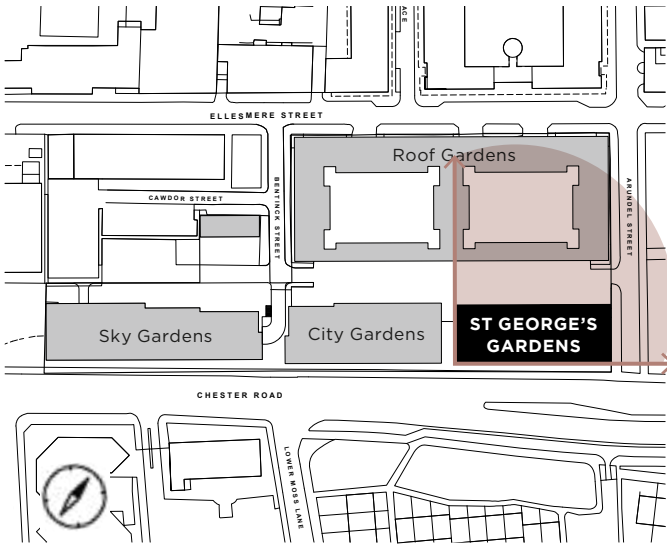 ACE
ELLESMERE STREET
Roof Gardens
CAWDOR STREET
BENTINCK STREET
ARUNDEL STREET
Sky Gardens
City Gardens
ST GEORGE'S
GARDENS
CHESTER ROAD
LOWER MOSS LANE